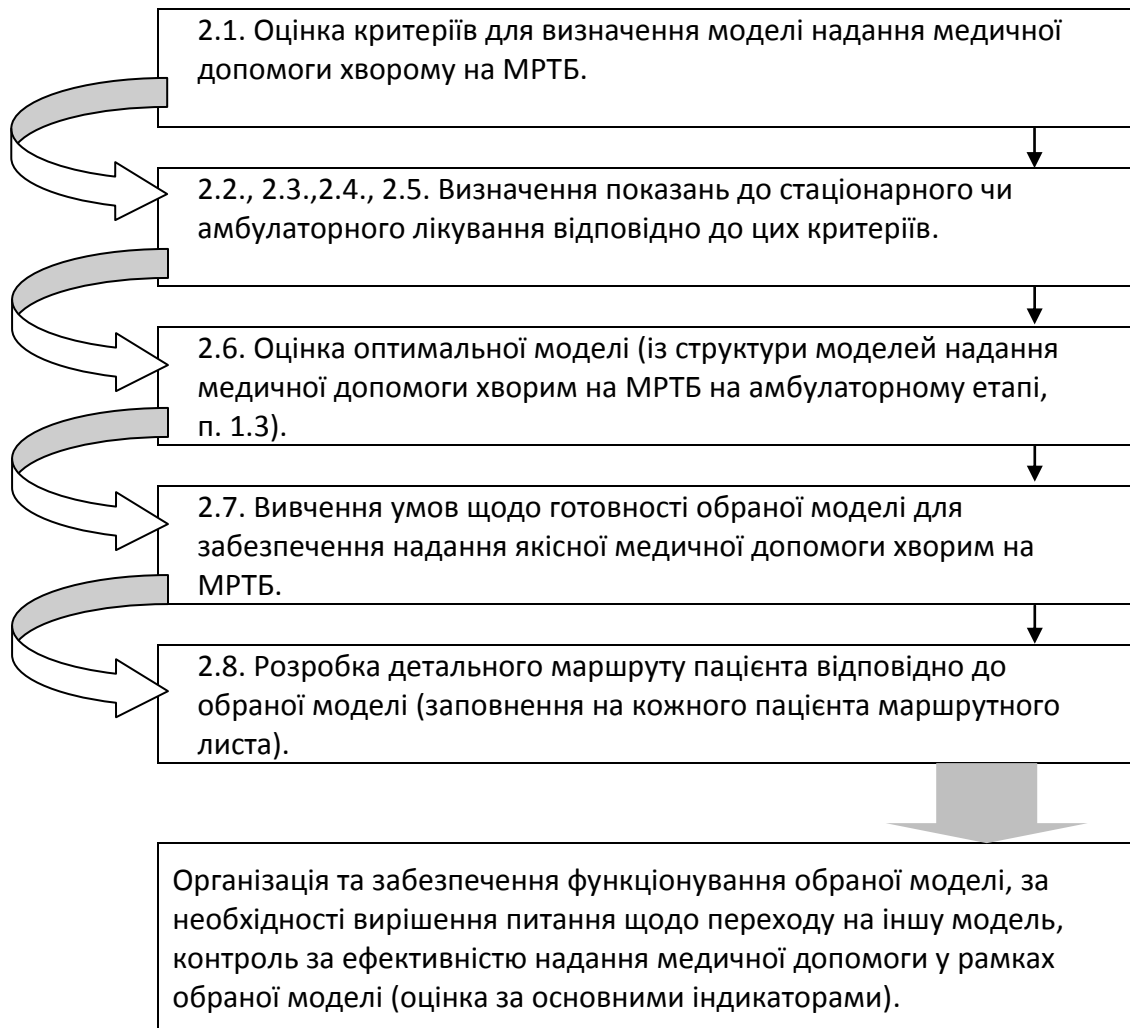 2.1. Оцінка критеріїв для визначення моделі надання медичної
допомоги хворому на МРТБ.
2.2., 2.3.,2.4., 2.5. Визначення показань до стаціонарного чи
амбулаторного лікування відповідно до цих критеріїв.
2.6. Оцінка оптимальної моделі (із структури моделей надання
медичної допомоги хворим на МРТБ на амбулаторному етапі,
п. 1.3).
2.7. Вивчення умов щодо готовності обраної моделі для
забезпечення надання якісної медичної допомоги хворим на
МРТБ.
2.8. Розробка детального маршруту пацієнта відповідно до
обраної моделі (заповнення на кожного пацієнта маршрутного
листа).
Організація та забезпечення функціонування обраної моделі, за
необхідності вирішення питання щодо переходу на іншу модель,
контроль за ефективністю надання медичної допомоги у рамках
обраної моделі (оцінка за основними індикаторами).